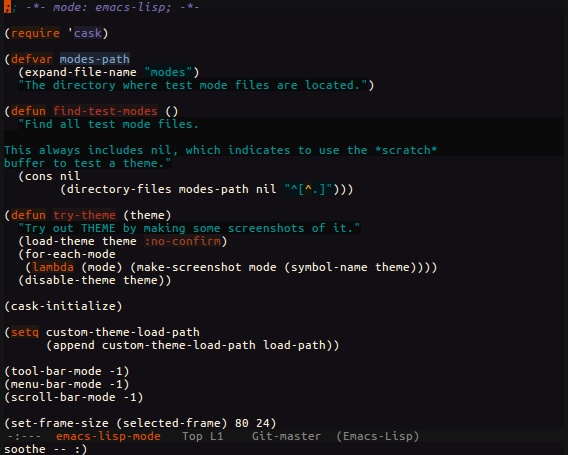 ;; -*- mode: emacs-lisp; -*-

(require 'cask)

(defvar modes-path
  (expand-file-name "modes")
  "The directory where test mode files are located.")

(defun find-test-modes ()
  "Find all test mode files.

This always includes nil, which indicates to use the *scratch*
buffer to test a theme."
  (cons nil
        (directory-files modes-path nil "^[^.]")))

(defun try-theme (theme)
  "Try out THEME by making some screenshots of it."
  (load-theme theme :no-confirm)
  (for-each-mode
   (lambda (mode) (make-screenshot mode (symbol-name theme))))
  (disable-theme theme))

(cask-initialize)

(setq custom-theme-load-path
      (append custom-theme-load-path load-path))

(tool-bar-mode -1)
(menu-bar-mode -1)
(scroll-bar-mode -1)

(set-frame-size (selected-frame) 80 24)
-:---  emacs-lisp-mode   Top L1    Git-master  (Emacs-Lisp)
soothe -- :)